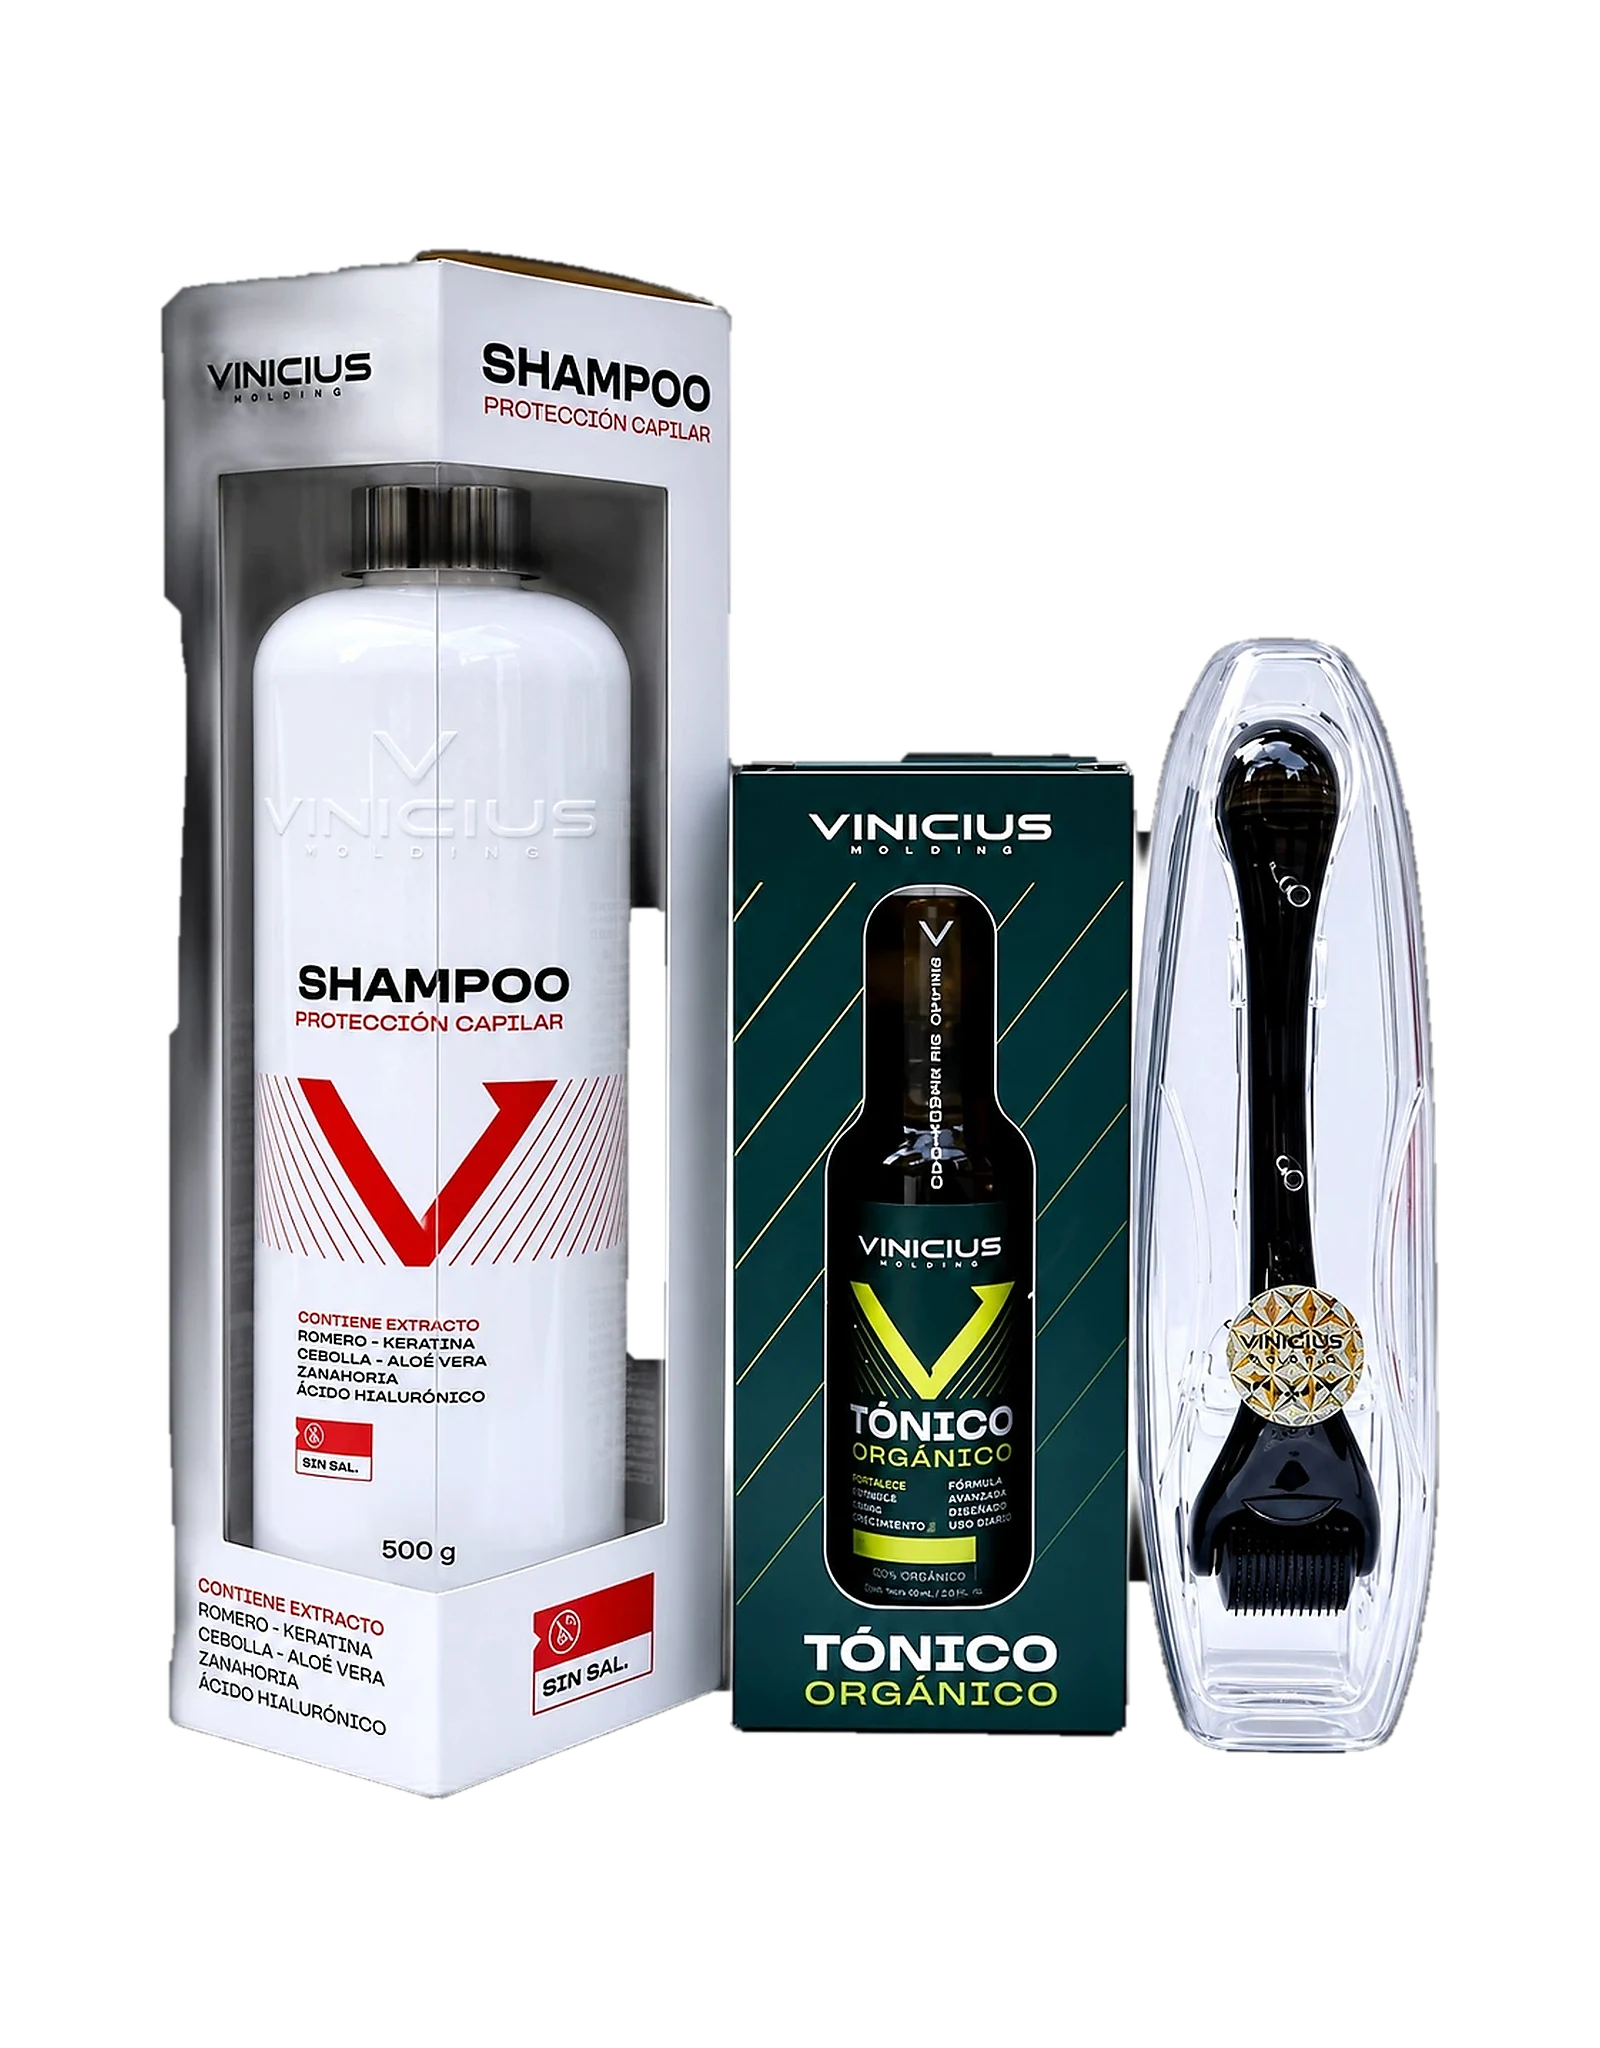 VINICIUS
MOLDING
SHAMPOO
PROTECCIÓN CAPILAR
V
VINICIUS
MOLDING
SHAMPOO
PROTECCIÓN CAPILAR
V
CONTIENE EXTRACTO
ROMERO - KERATINA
CEBOLLA - ALOÉ VERA
ZANAHORIA
ÁCIDO HIALURÓNICO
SIN SAL.
500 g
CONTIENE EXTRACTO
ROMERO - KERATINA
CEBOLLA - ALOÉ VERA
ZANAHORIA
ÁCIDO HIALURÓNICO
SIN SAL.
VINICIUS
MOLDING
V
VINICIUS
MOLDING
V
TÓNICO
ORGÁNICO
FORTALECE
CRECIMIENTO
FÓRMULA
AVANZADA
DISEÑADO
USO DIARIO
ORGÁNICO
TÓNICO
ORGÁNICO
VINICIUS